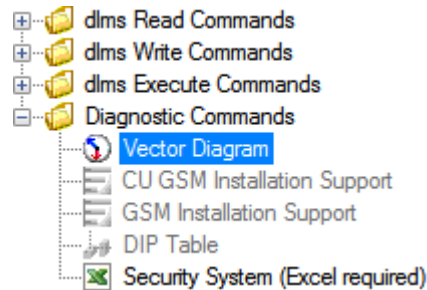 dlms Read Commands
dlms Write Commands
dlms Execute Commands
Diagnostic Commands
Vector Diagram
CU GSM Installation Support
GSM Installation Support
DIP Table
Security System (Excel required)